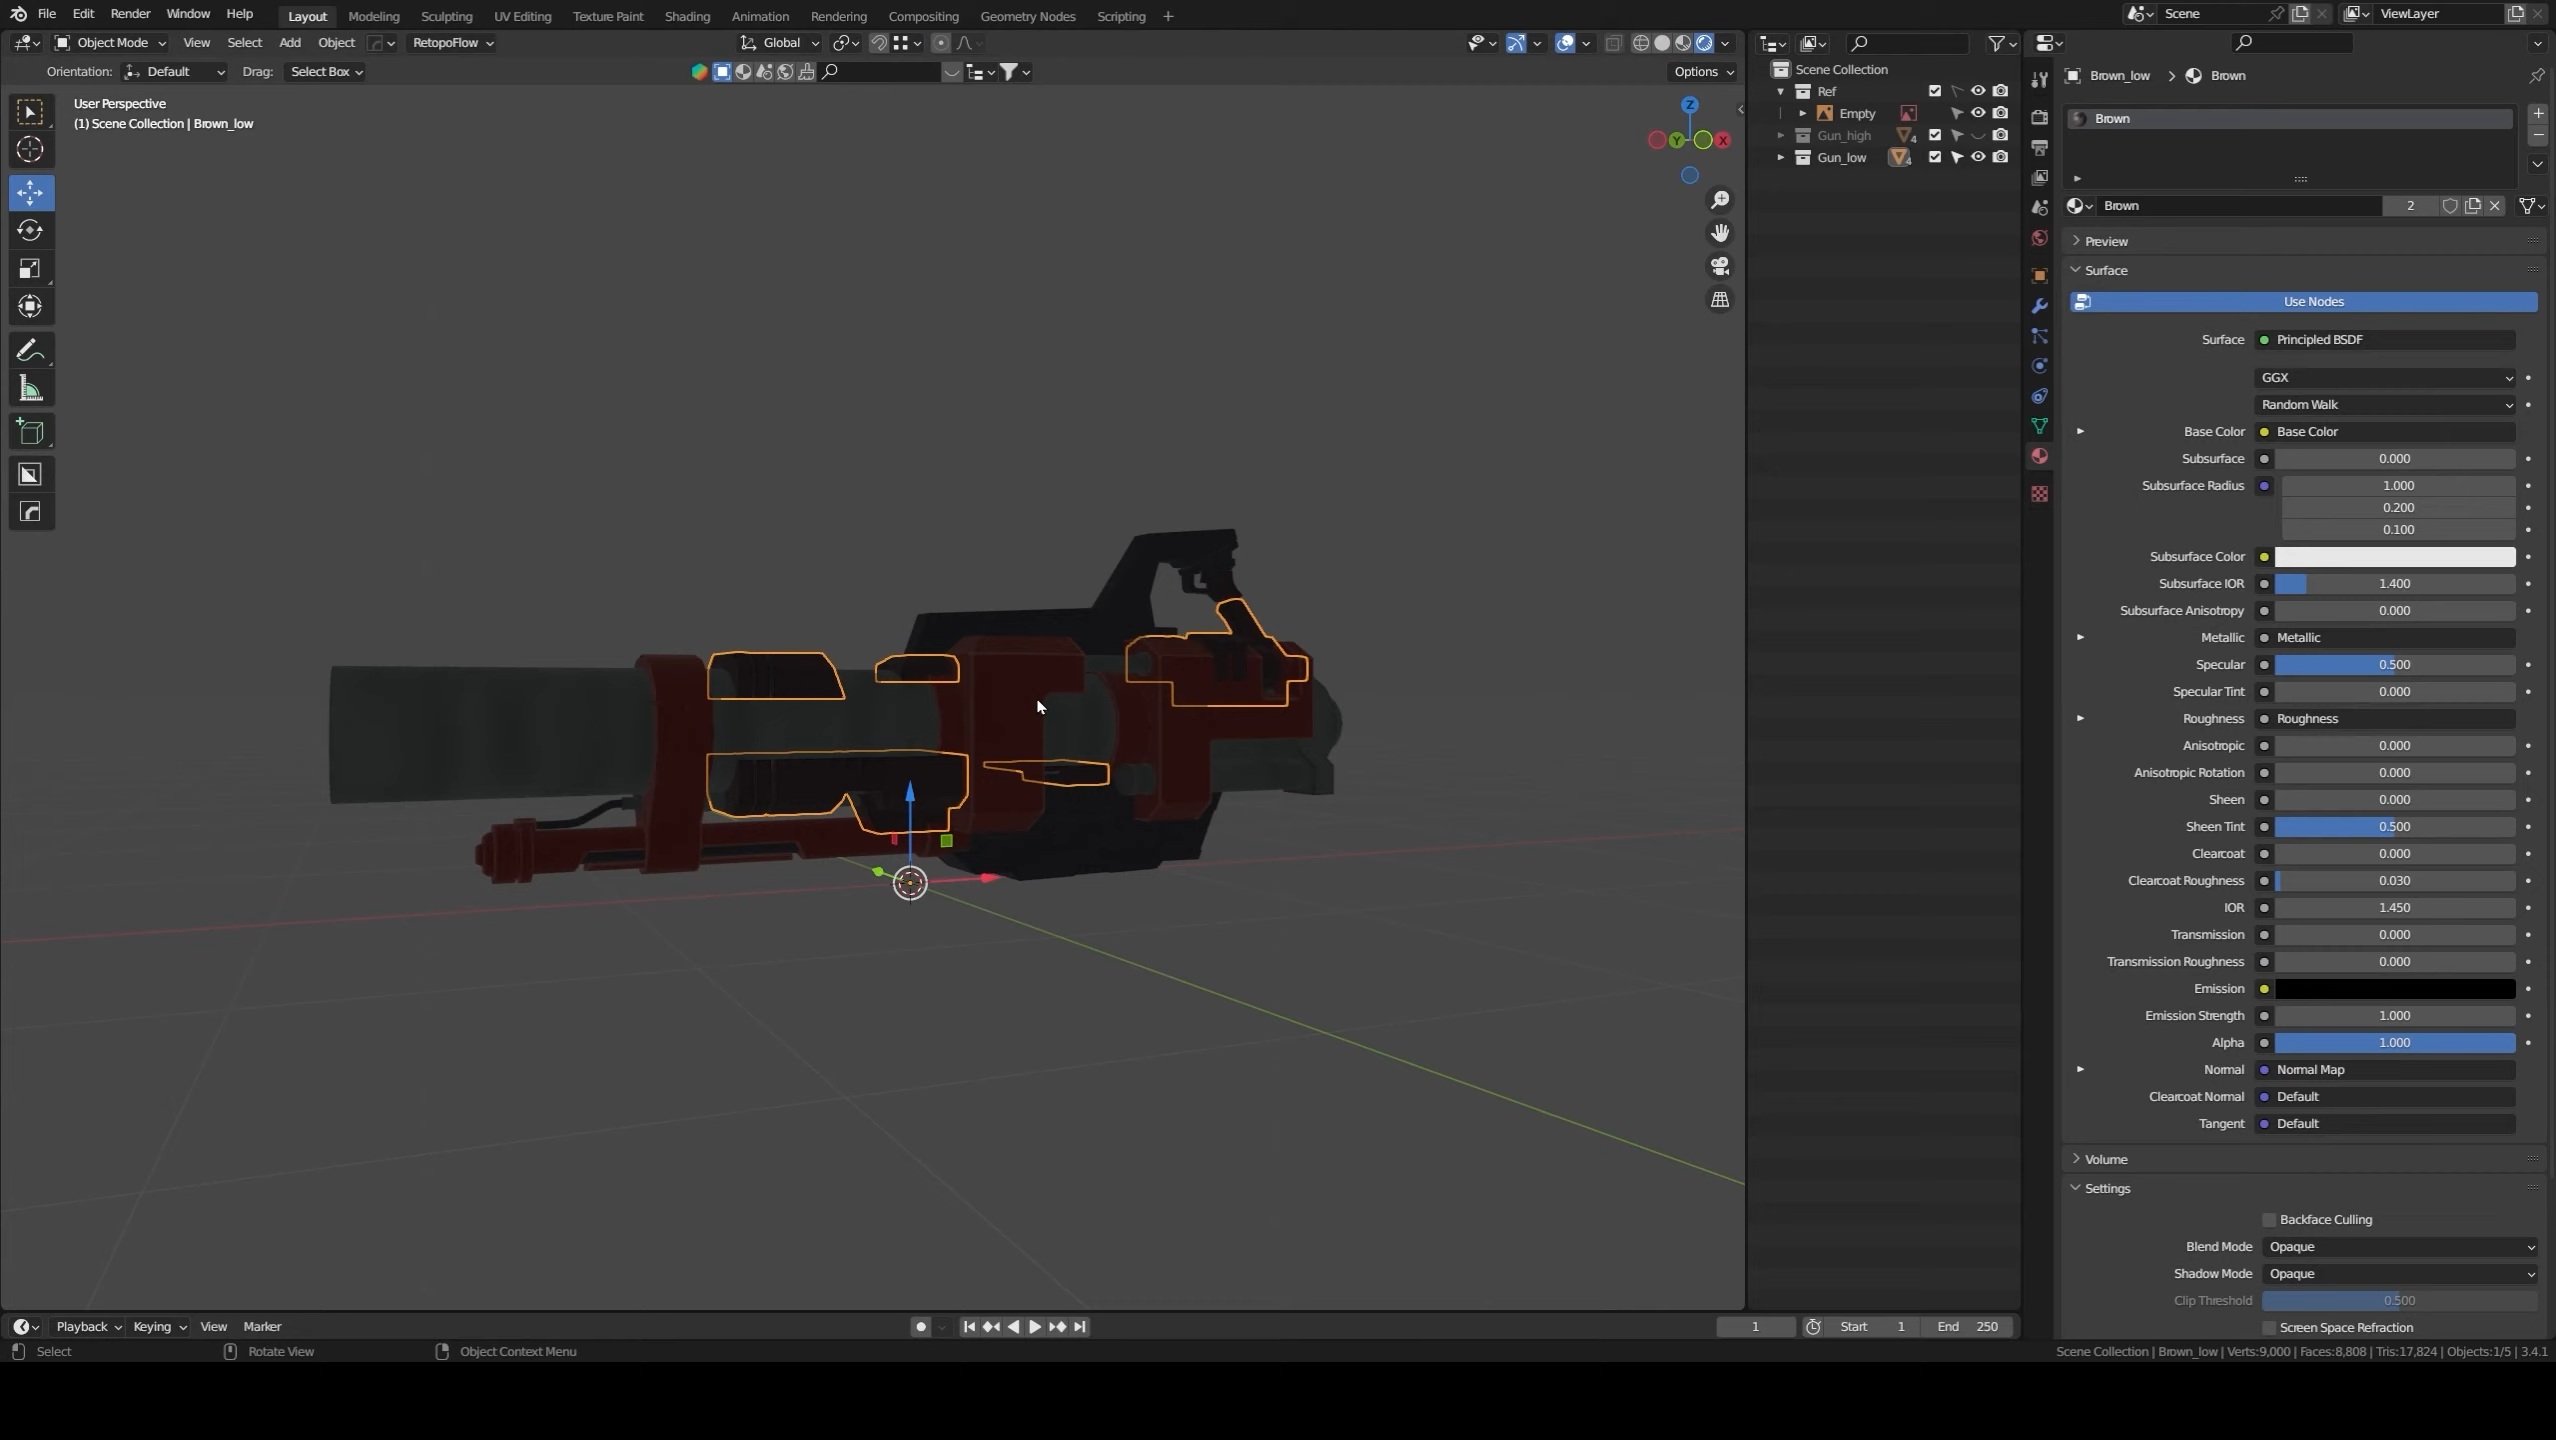 File Edit Render Window Help Layout Modeling Sculpting UV Editing Texture Paint Shading Animation Rendering Compositing Geometry Nodes Scripting + Scene ViewLayer
Object Mode View Select Add Object RetopoFlow Global
Orientation: Default Drag: Select Box Options
User Perspective
(1) Scene Collection | Brown_low
Z
Y X
Scene Collection
Ref
Empty
Gun_high 4
Gun_low 4
Brown_low > Brown
Brown
Brown 2
Preview
Surface
Use Nodes
Surface Principled BSDF
GGX
Random Walk
Base Color Base Color
Subsurface 0.000
Subsurface Radius 1.000
0.200
0.100
Subsurface Color
Subsurface IOR 1.400
Subsurface Anisotropy 0.000
Metallic Metallic
Specular 0.500
Specular Tint 0.000
Roughness Roughness
Anisotropic 0.000
Anisotropic Rotation 0.000
Sheen 0.000
Sheen Tint 0.500
Clearcoat 0.000
Clearcoat Roughness 0.030
IOR 1.450
Transmission 0.000
Transmission Roughness 0.000
Emission
Emission Strength 1.000
Alpha 1.000
Normal Normal Map
Clearcoat Normal Default
Tangent Default
Volume
Settings
Backface Culling
Blend Mode Opaque
Shadow Mode Opaque
Clip Threshold 0.500
Screen Space Refraction
Playback Keying View Marker 1 Start 1 End 250
Select Rotate View Object Context Menu Scene Collection | Brown_low | Verts:9,000 | Faces:8,808 | Tris:17,824 | Objects:1/5 | 3.4.1